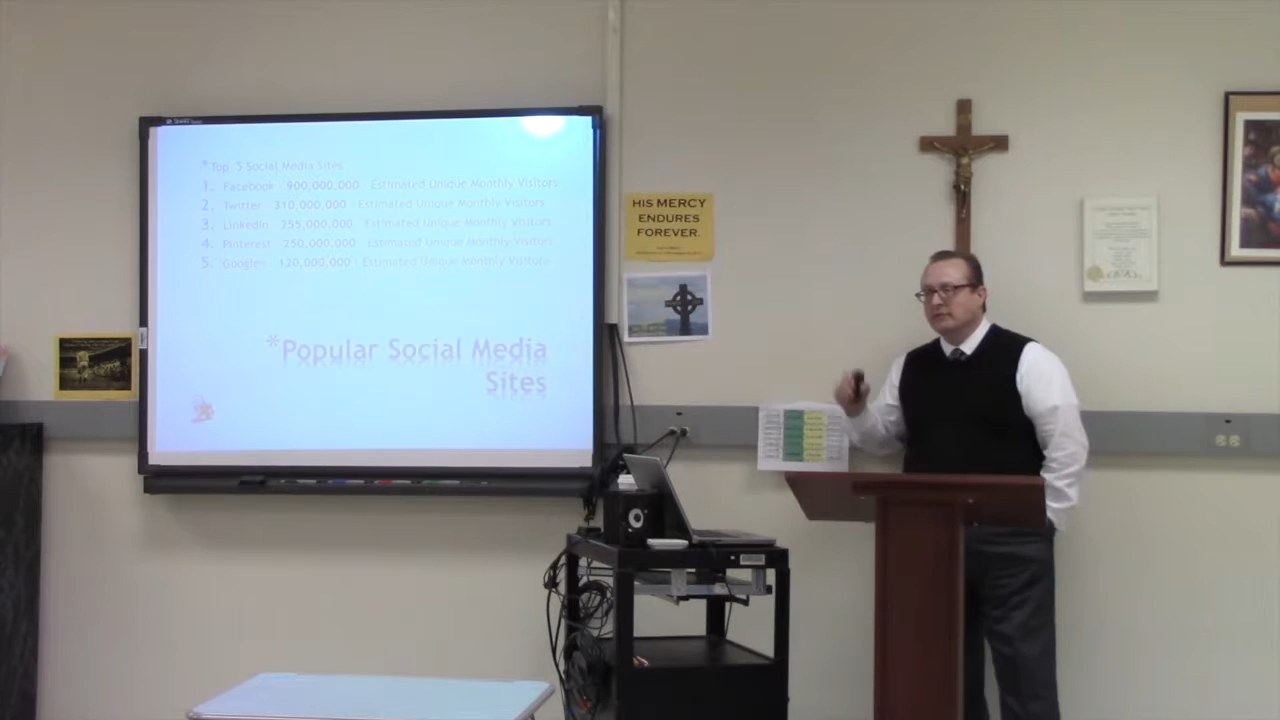 *Top 5 Social Media Sites
1. Facebook 900,000,000 Estimated Unique Monthly Visitors
2. Twitter 310,000,000 Estimated Unique Monthly Visitors
3. LinkedIn 255,000,000 Estimated Unique Monthly Visitors
4. Pinterest 250,000,000 Estimated Unique Monthly Visitors
5. Google+ 120,000,000 Estimated Unique Monthly Visitors
*Popular Social Media
Sites
HIS MERCY
ENDURES
FOREVER.